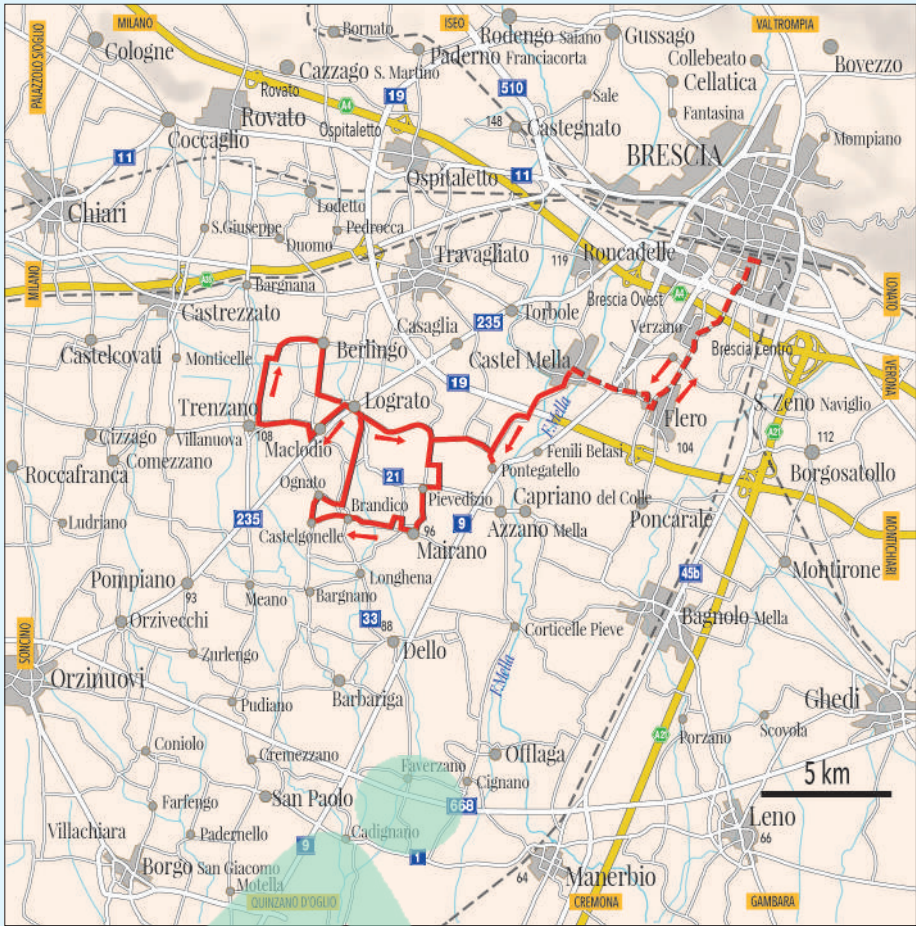 MILANO
ISEO
VALTROMPIA
Cologne
Bornato
Rodengo Saiano
Gussago
Collebeato
Bovezzo
Paderno Franciacorta
PALAZZOLO S/OGLIO
Cazzago S. Martino
Rovato
19
510
Cellatica
Sale
A4
Fantasina
Rovato
Ospitaletto
148
Castegnato
Mompiano
Coccaglio
BRESCIA
11
Ospitaletto
11
Chiari
Lodetto
S.Giuseppe
Pedrocca
Duomo
Travagliato
119
Roncadelle
MILANO
Bargnana
Brescia Ovest
A4
LONATO
Castrezzato
Torbole
235
Casaglia
Verzano
Castelcovati
Monticelle
Berlingo
Castel Mella
Brescia Centro
VERONA
19
Lograto
F.Mella
Flero
S. Zeno Naviglio
Trenzano
108
Maclodio
A21
Cizzago
Villanuova
104
112
Comezzano
Fenili Belasi
Borgosatollo
Roccafranca
21
Pontegatello
Ognato
Brandico
Pievedizio
Capriano del Colle
Poncarale
Ludriano
235
9
Azzano Mella
MONTICHIARI
Castelgonelle
96
Mairano
Montirone
Pompiano
Longhena
45b
93
Meano
Bargnano
Orzivecchi
33
88
Bagnolo Mella
SONCINO
Zurlengo
Dello
Corticelle Pieve
Orzinuovi
Barbariga
F.Mella
Ghedi
Pudiano
Scovola
Porzano
Coniolo
Cremezzano
Offlaga
Faverzano
Cignano
5 km
Farfengo
San Paolo
668
Leno
66
Villachiara
Padernello
9
Cadignano
1
Borgo San Giacomo
Motella
64
Manerbio
QUINZANO D'OGLIO
CREMONA
GAMBARA